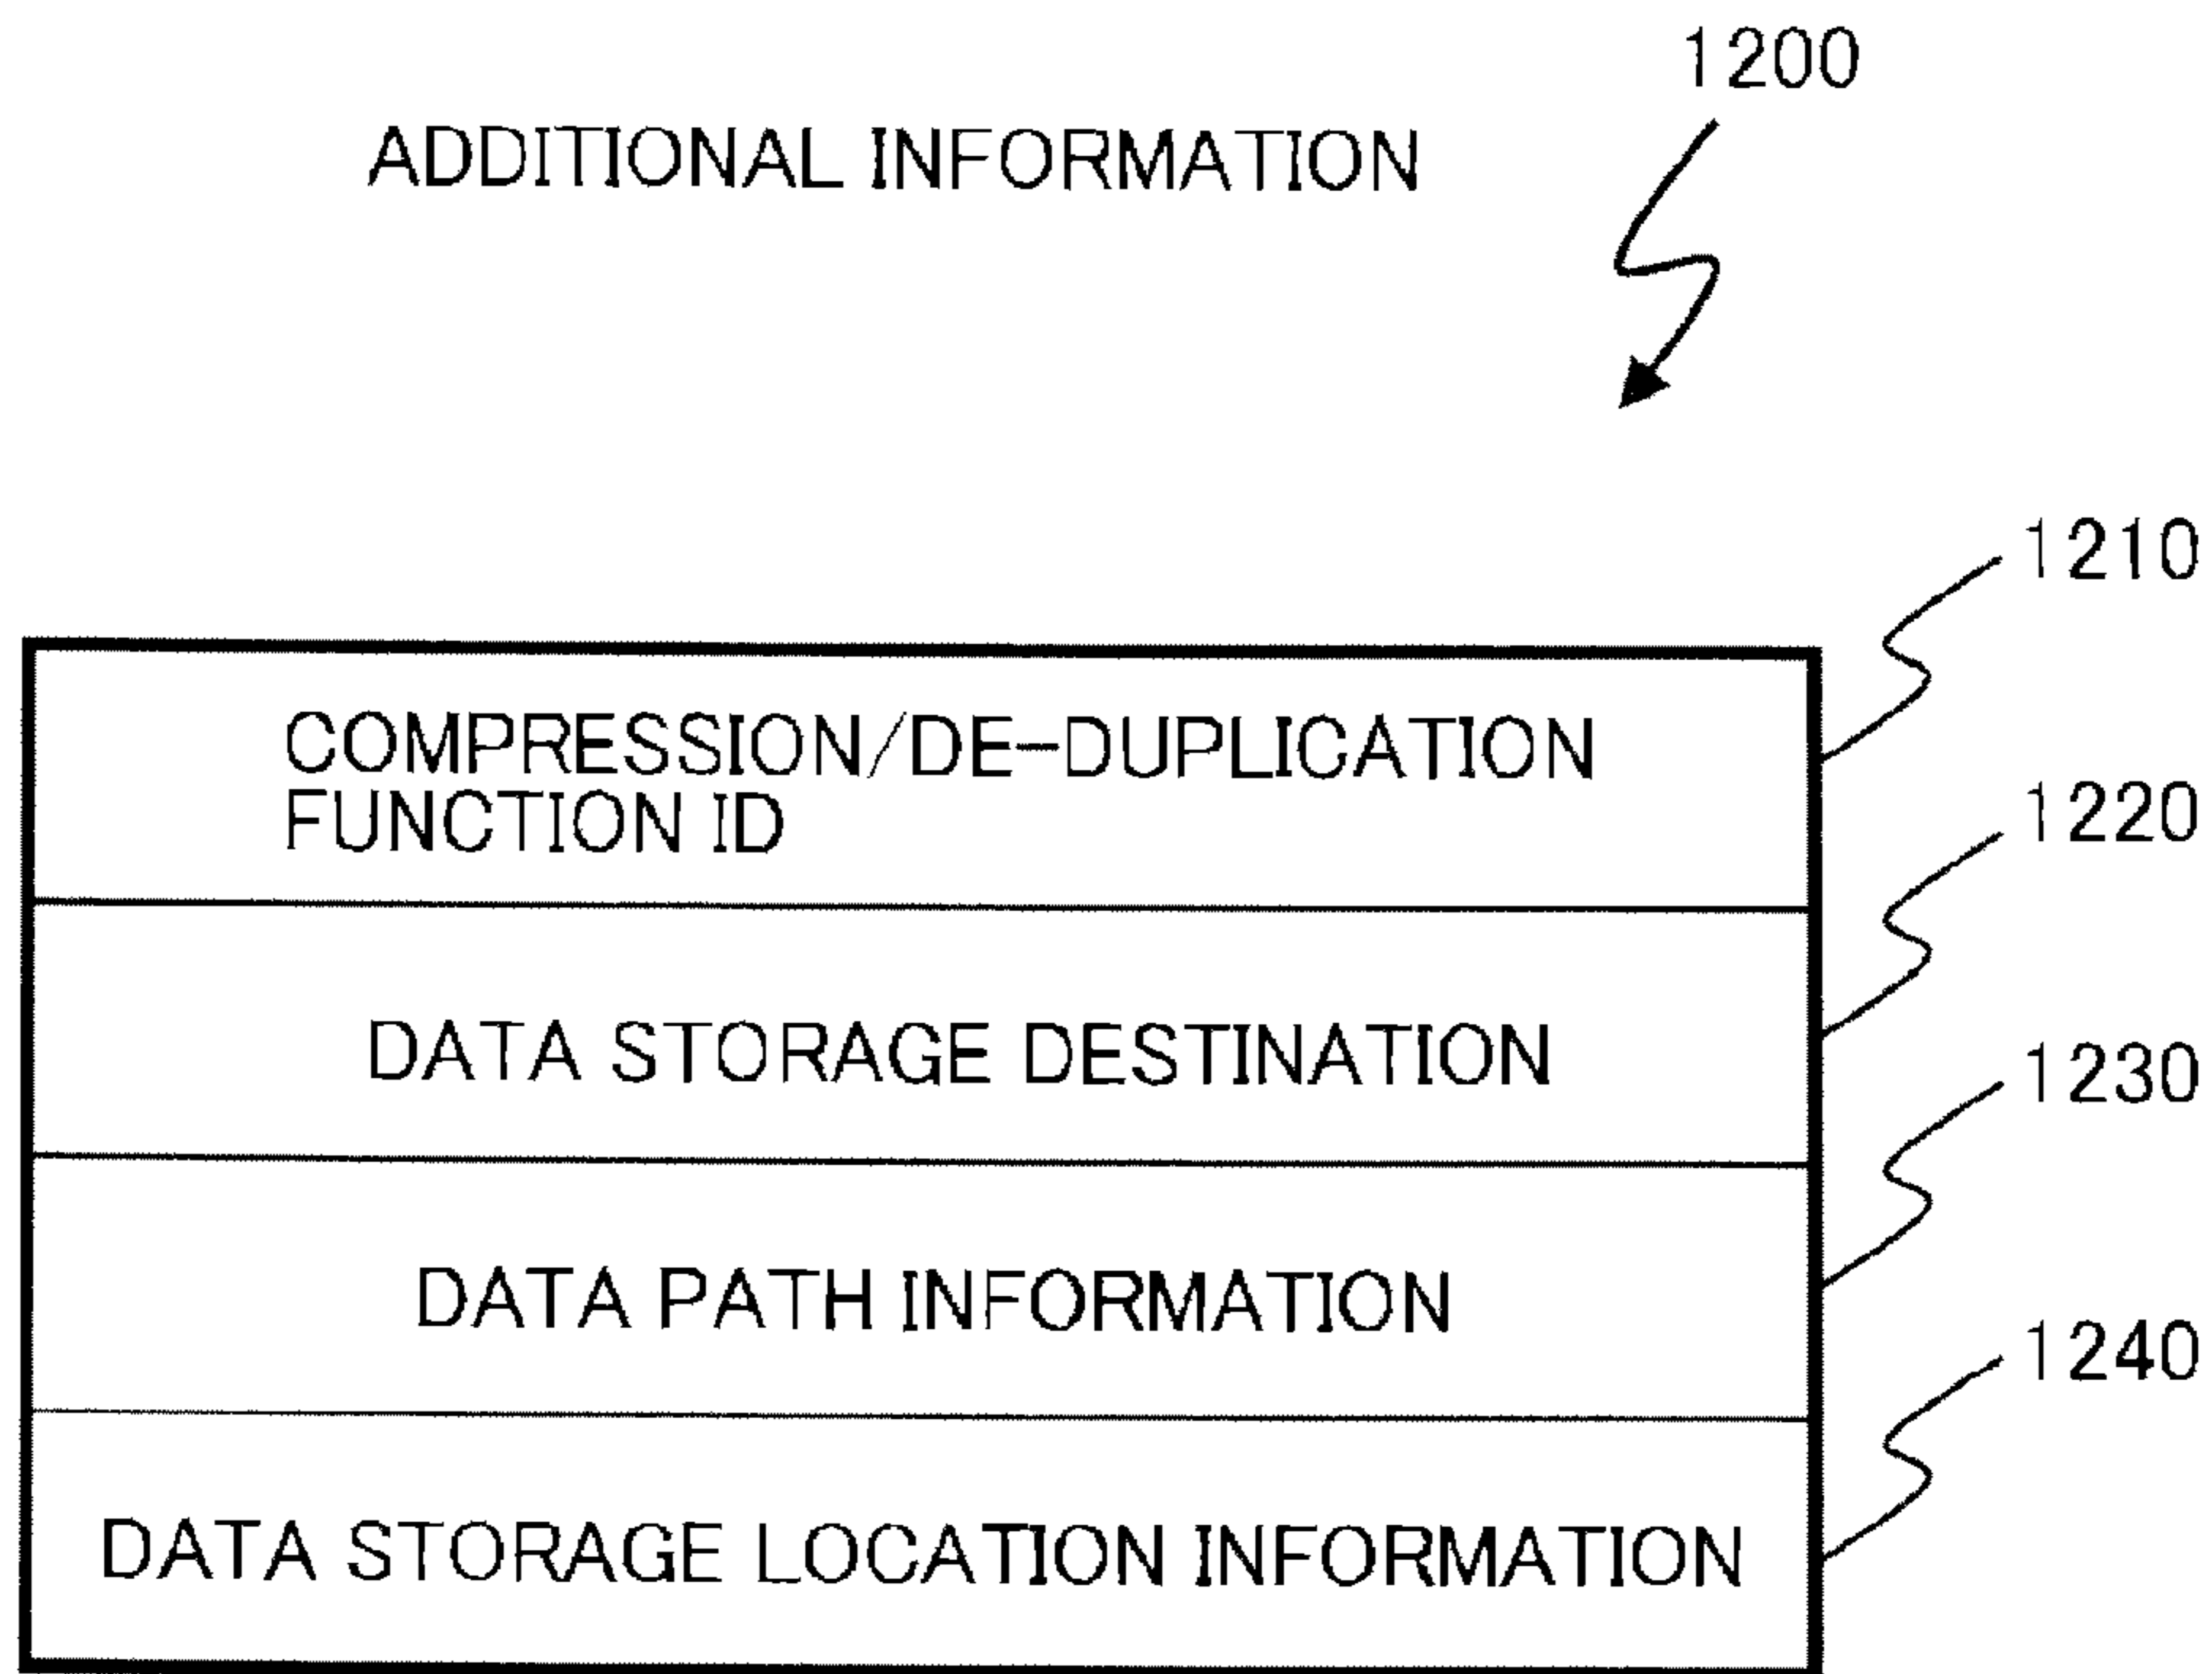 1200
ADDITIONAL INFORMATION
1210
COMPRESSION/DE-DUPLICATION
FUNCTION ID
1220
DATA STORAGE DESTINATION
1230
DATA PATH INFORMATION
1240
DATA STORAGE LOCATION INFORMATION